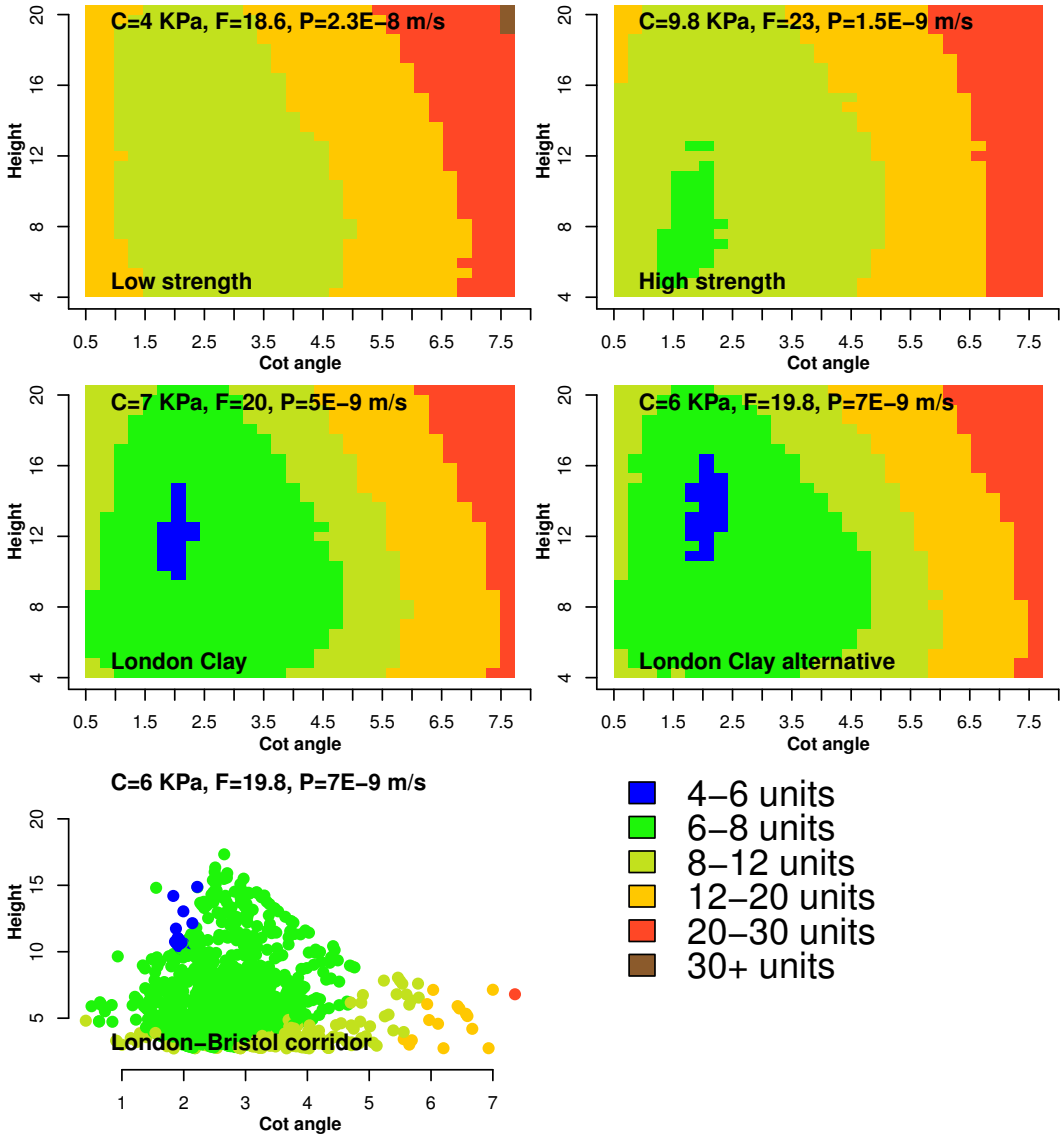 C=4 KPa, F=18.6, P=2.3E−8 m/s
Height
4 8 12 16 20
Low strength
0.5 1.5 2.5 3.5 4.5 5.5 6.5 7.5
Cot angle
C=9.8 KPa, F=23, P=1.5E−9 m/s
Height
4 8 12 16 20
High strength
0.5 1.5 2.5 3.5 4.5 5.5 6.5 7.5
Cot angle
C=7 KPa, F=20, P=5E−9 m/s
Height
4 8 12 16 20
London Clay
0.5 1.5 2.5 3.5 4.5 5.5 6.5 7.5
Cot angle
C=6 KPa, F=19.8, P=7E−9 m/s
Height
4 8 12 16 20
London Clay alternative
0.5 1.5 2.5 3.5 4.5 5.5 6.5 7.5
Cot angle
C=6 KPa, F=19.8, P=7E−9 m/s
Height
5 10 15 20
London−Bristol corridor
1 2 3 4 5 6 7
Cot angle
4−6 units
6−8 units
8−12 units
12−20 units
20−30 units
30+ units